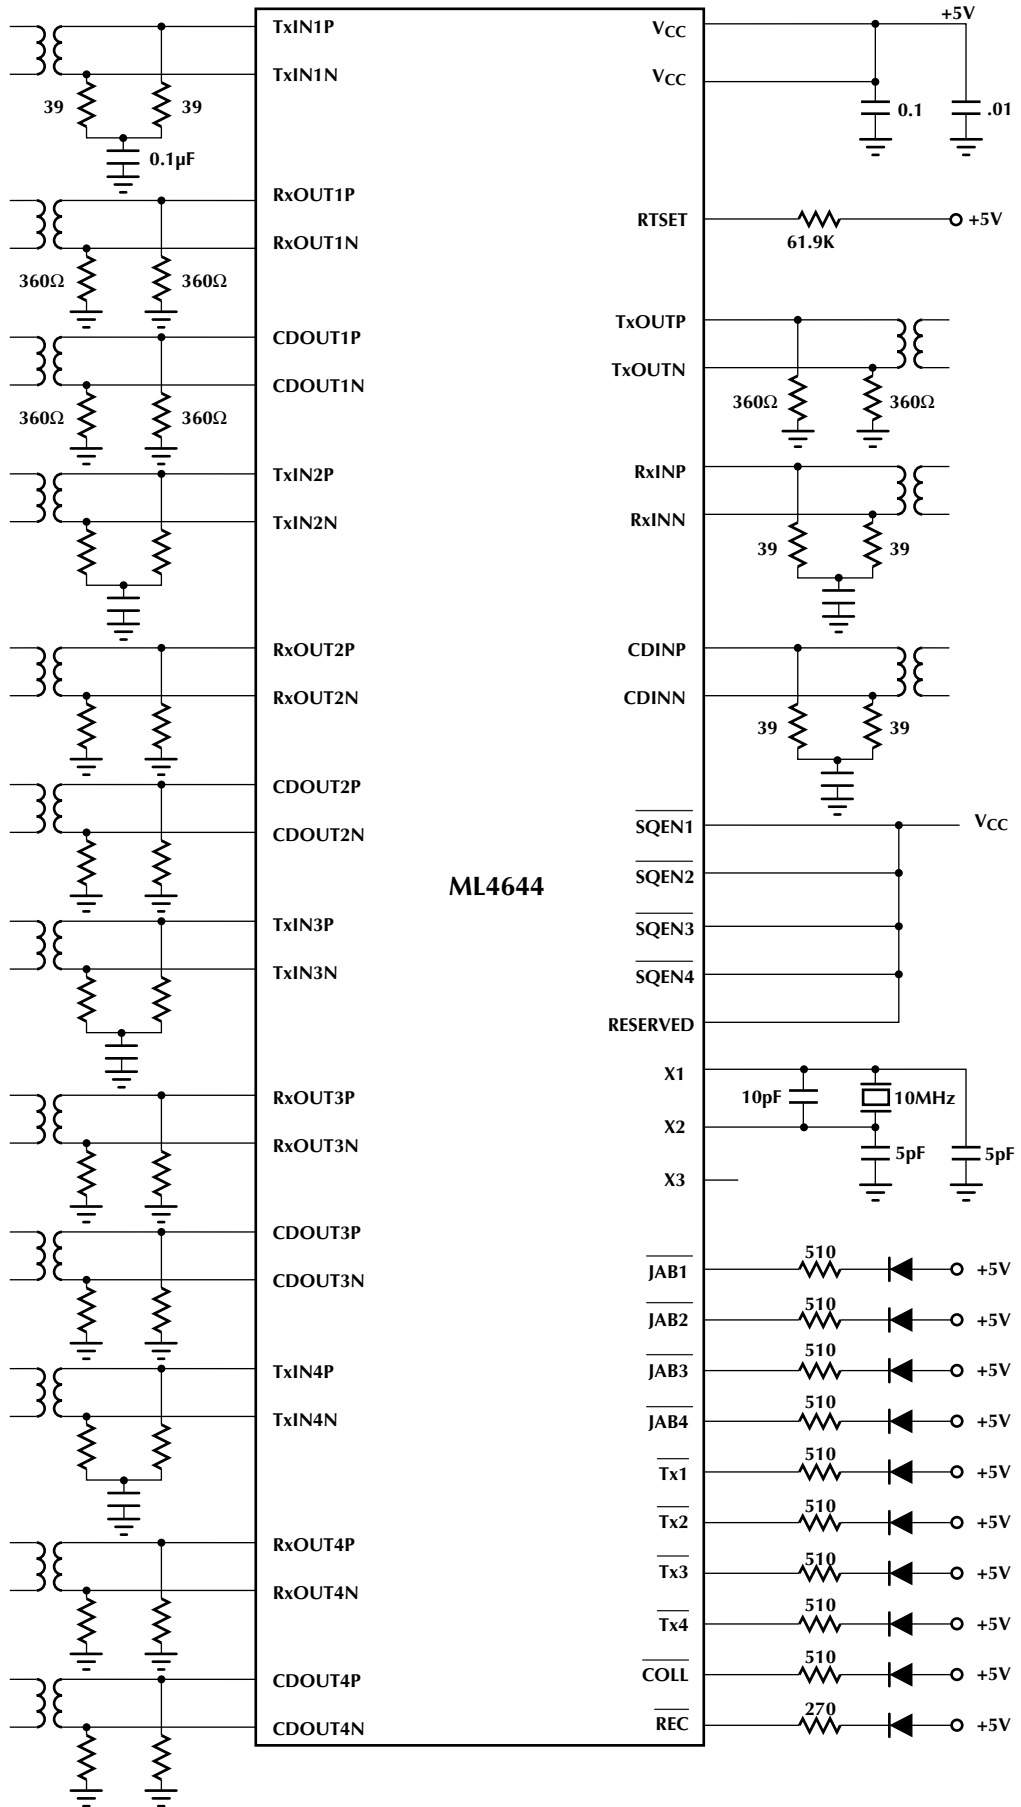 TxIN1P
TxIN1N
39 39
0.1µF
RxOUT1P
RxOUT1N
360Ω 360Ω
CDOUT1P
CDOUT1N
360Ω 360Ω
TxIN2P
TxIN2N
RxOUT2P
RxOUT2N
CDOUT2P
CDOUT2N
TxIN3P
TxIN3N
RxOUT3P
RxOUT3N
CDOUT3P
CDOUT3N
TxIN4P
TxIN4N
RxOUT4P
RxOUT4N
CDOUT4P
CDOUT4N
ML4644
VCC +5V
VCC
0.1 .01
RTSET +5V
61.9K
TxOUTP
TxOUTN
360Ω 360Ω
RxINP
RxINN
39 39
CDINP
CDINN
39 39
SQEN1 VCC
SQEN2
SQEN3
SQEN4
RESERVED
X1
10pF 10MHz
X2
5pF 5pF
X3
510
JAB1 +5V
510
JAB2 +5V
510
JAB3 +5V
510
JAB4 +5V
510
Tx1 +5V
510
Tx2 +5V
510
Tx3 +5V
510
Tx4 +5V
510
COLL +5V
270
REC +5V